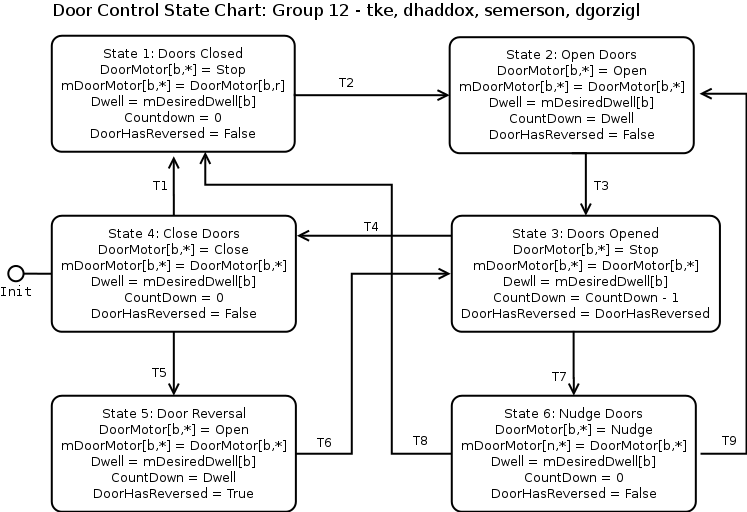 Door Control State Chart: Group 12 - tke, dhaddox, semerson, dgorzigl
State 1: Doors Closed
DoorMotor[b,*] = Stop
mDoorMotor[b,*] = DoorMotor[b,r]
Dwell = mDesiredDwell[b]
Countdown = 0
DoorHasReversed = False
T2
State 2: Open Doors
DoorMotor[b,*] = Open
mDoorMotor[b,*] = DoorMotor[b,*]
Dwell = mDesiredDwell[b]
CountDown = Dwell
DoorHasReversed = False
T1
T3
State 4: Close Doors
DoorMotor[b,*] = Close
mDoorMotor[b,*] = DoorMotor[b,*]
Dwell = mDesiredDwell[b]
CountDown = 0
DoorHasReversed = False
Init
T4
State 3: Doors Opened
DoorMotor[b,*] = Stop
mDoorMotor[b,*] = DoorMotor[b,*]
Dewll = mDesiredDwell[b]
CountDown = CountDown - 1
DoorHasReversed = DoorHasReversed
T5
T7
State 5: Door Reversal
DoorMotor[b,*] = Open
mDoorMotor[b,*] = DoorMotor[b,*]
Dwell = mDesiredDwell[b]
CountDown = Dwell
DoorHasReversed = True
T6
T8
State 6: Nudge Doors
DoorMotor[b,*] = Nudge
mDoorMotor[n,*] = DoorMotor[b,*]
Dwell = mDesiredDwell[b]
CountDown = 0
DoorHasReversed = False
T9